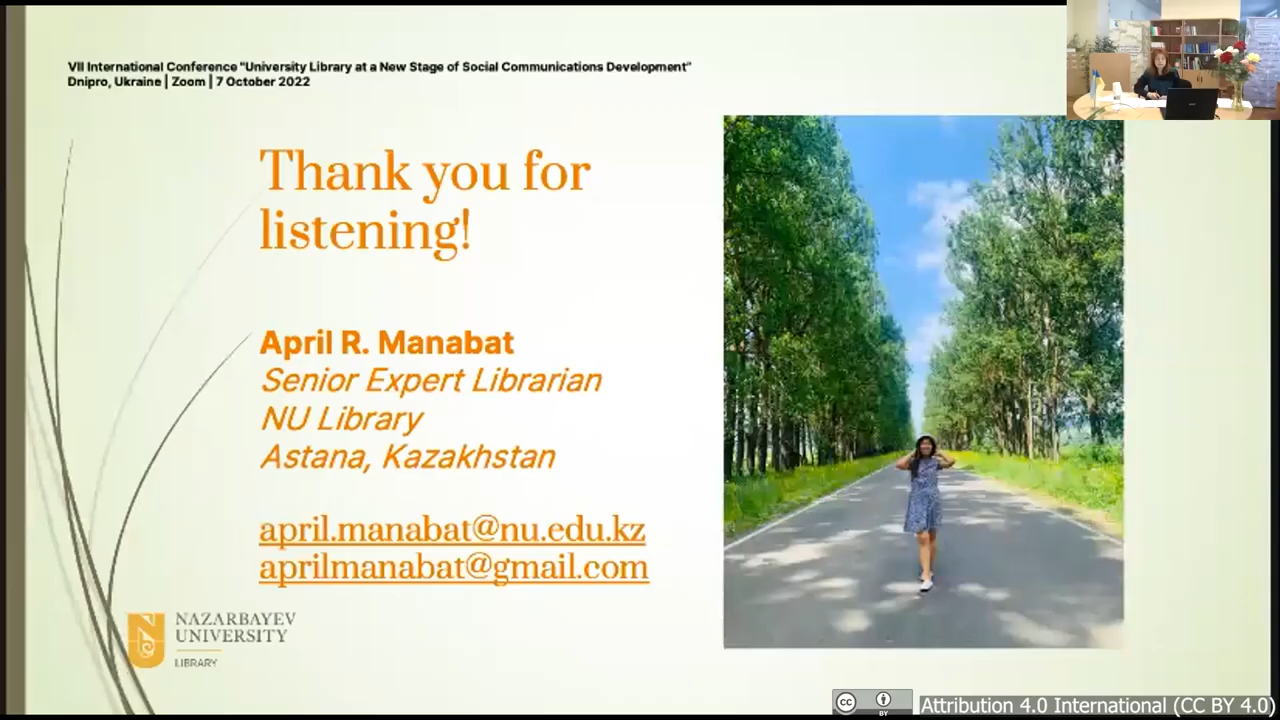 VII International Conference "University Library at a New Stage of Social Communications Development"
Dnipro, Ukraine | Zoom | 7 October 2022
Thank you for
listening!
April R. Manabat
Senior Expert Librarian
NU Library
Astana, Kazakhstan
april.manabat@nu.edu.kz
aprilmanabat@gmail.com
NAZARBAYEV
UNIVERSITY
LIBRARY
cc
BY
Attribution 4.0 International (CC BY 4.0)